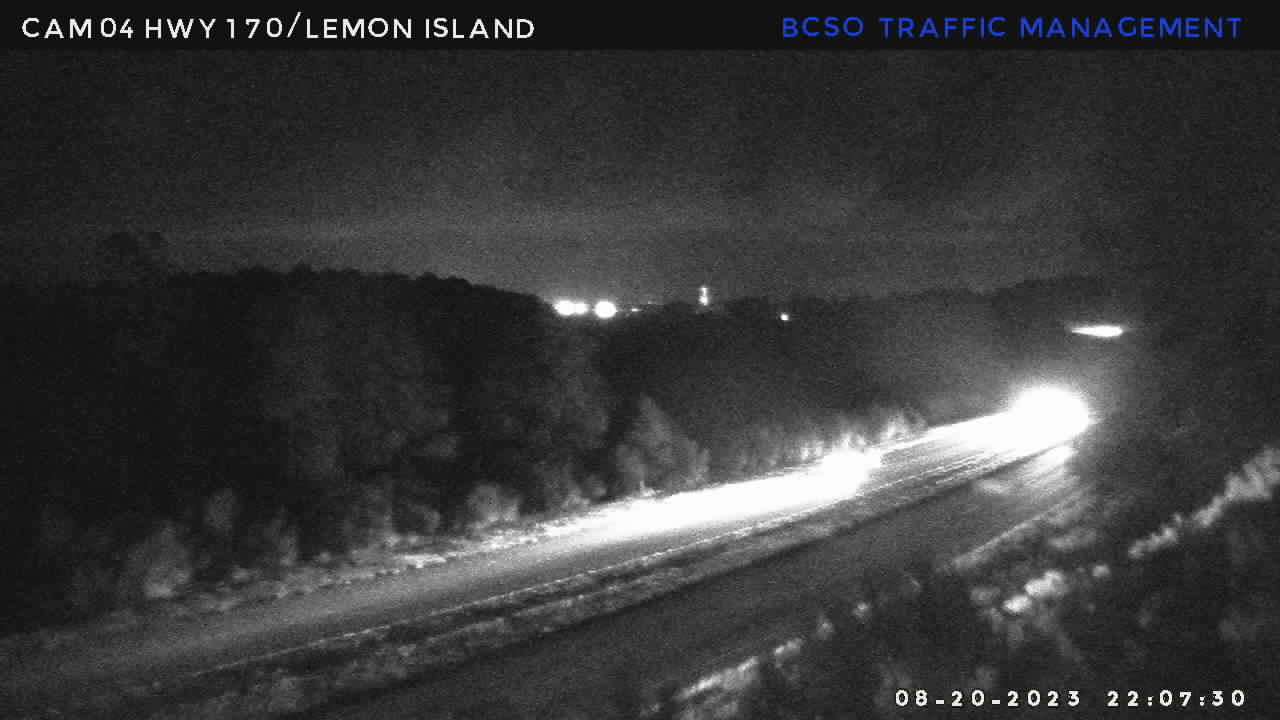 CAM04 HWY 170/LEMON ISLAND
BCSO TRAFFIC MANAGEMENT
08-20-2023 22:07:30